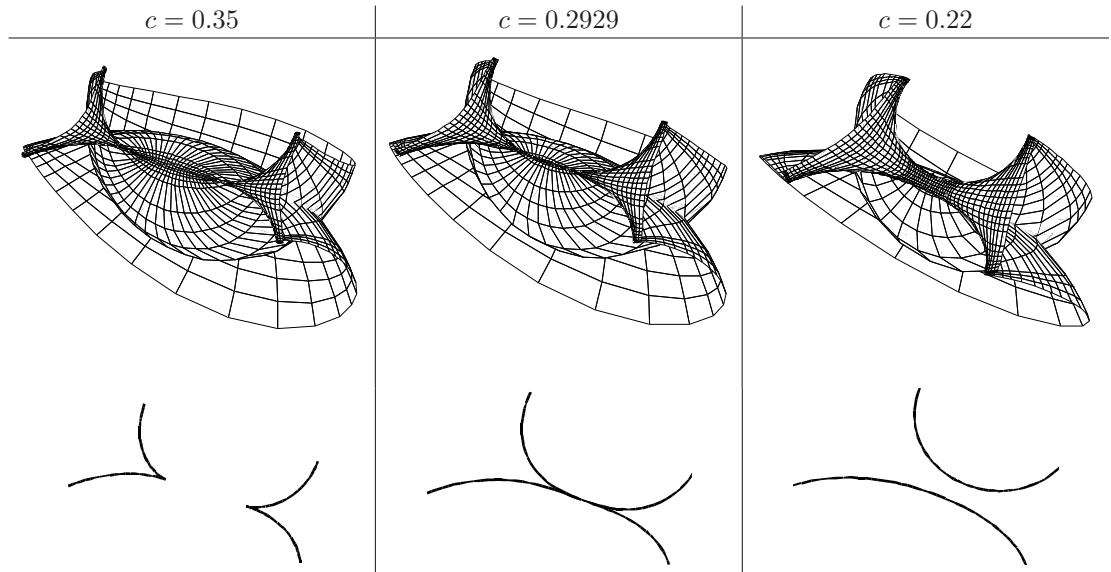 c = 0.35
c = 0.2929
c = 0.22